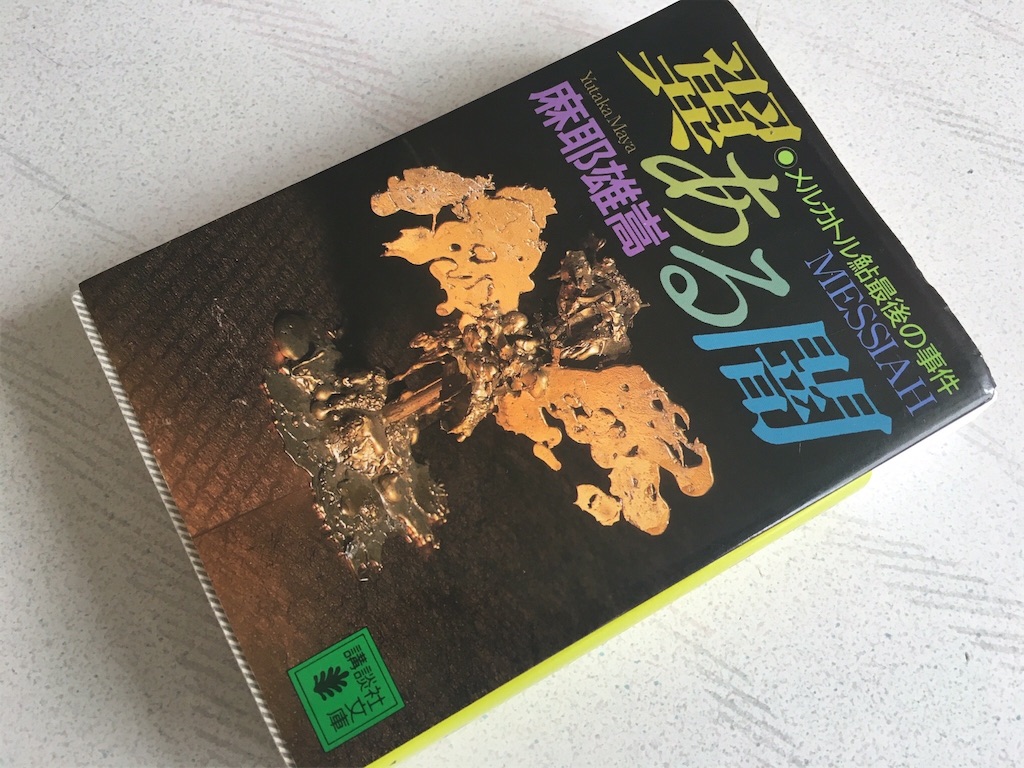 翼ある闇
●メルカトル鮎最後の事件
MESSIAH
Yutaka Maya
麻耶雄嵩
講談社
文庫